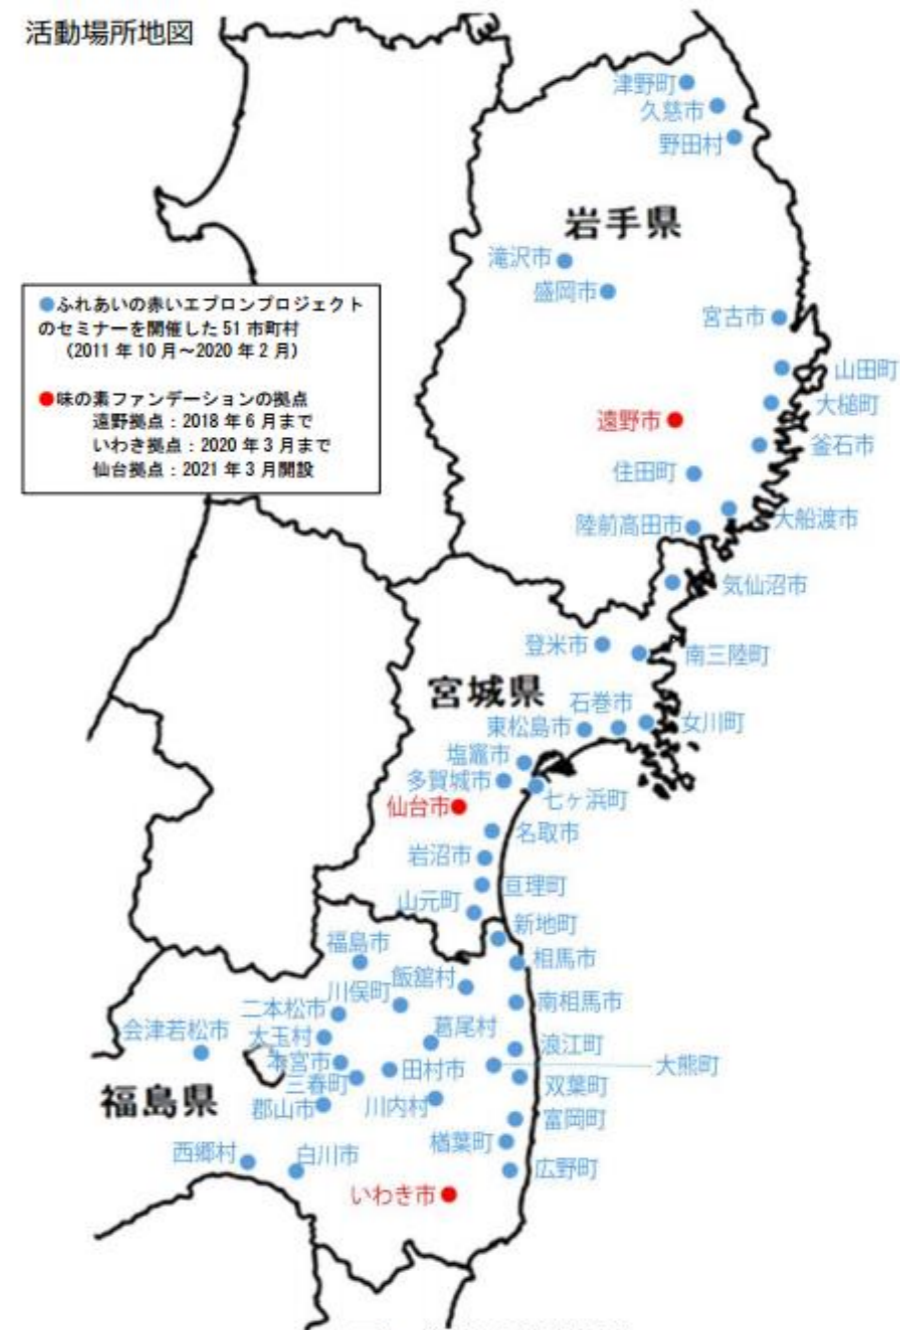 活動場所地図
津野町
久慈市
野田村
岩手県
滝沢市
盛岡市
宮古市
●ふれあいの赤いエプロンプロジェクト
のセミナーを開催した51市町村
（2011年10月～2020年2月）
●味の素ファンデーションの拠点
遠野拠点：2018年6月まで
いわき拠点：2020年3月まで
仙台拠点：2021年3月開設
山田町
大槌町
遠野市
釜石市
住田町
大船渡市
陸前高田市
気仙沼市
登米市
南三陸町
宮城県
石巻市
女川町
東松島市
塩竈市
多賀城市
七ヶ浜町
仙台市
名取市
岩沼市
亘理町
山元町
新地町
福島市
相馬市
飯舘村
川俣町
南相馬市
二本松市
会津若松市
大玉村
葛尾村
浪江町
本宮市
田村市
大熊町
三春町
双葉町
福島県
郡山市
川内村
富岡町
楢葉町
西郷村
白川市
広野町
いわき市